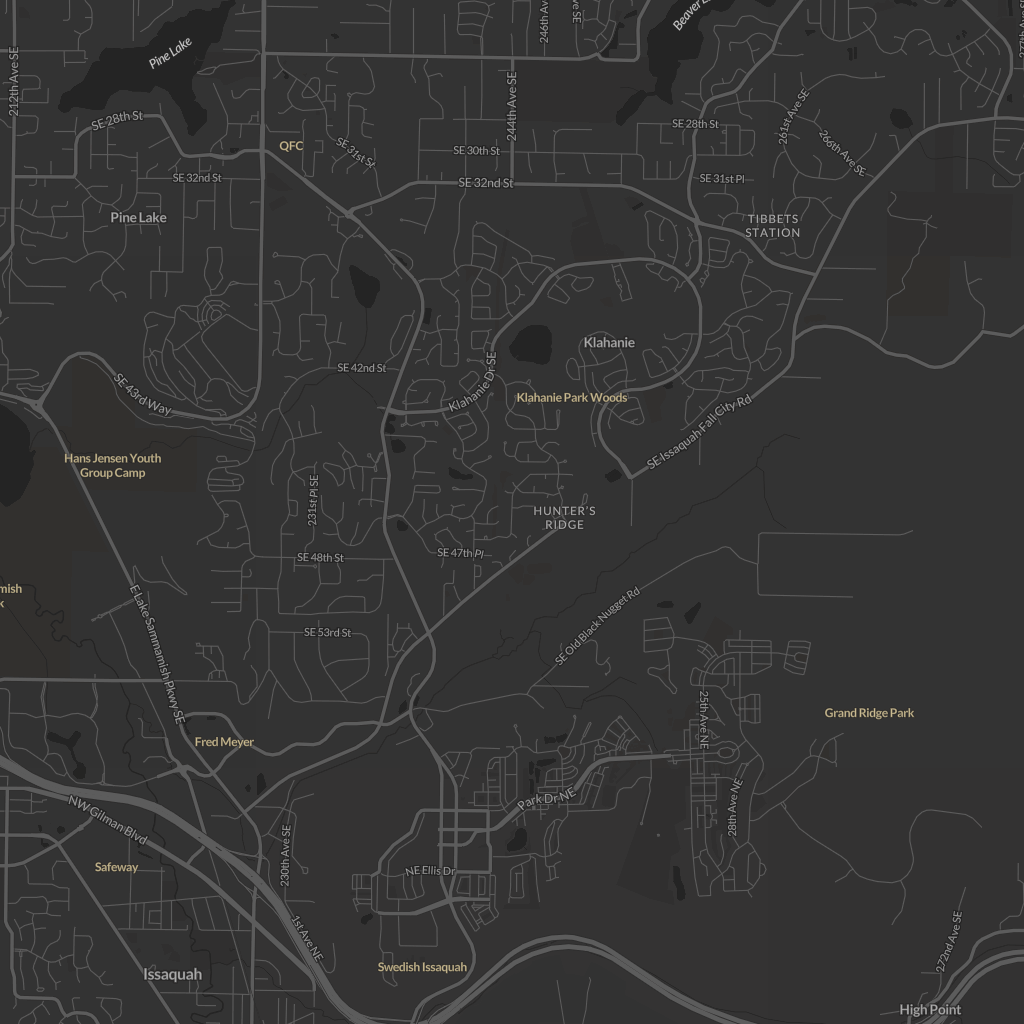 246th Av
ve SE
Beaver
Pine Lake
212th Ave SE
244th Ave SE
261st Ave SE
SE 28th St
SE 28th St
QFC
SE 31st St
SE 30th St
266th Ave SE
SE 32nd St
SE 32nd St
SE 31st Pl
Pine Lake
TIBBETS
STATION
Klahanie
SE 42nd St
Klahanie Dr SE
SE 43rd Way
Klahanie Park Woods
SE Issaquah Fall City Rd
Hans Jensen Youth
Group Camp
231st Pl SE
HUNTER'S
RIDGE
SE 48th St
SE 47th Pl
mish
k
E Lake Sammamish Pkwy SE
SE Old Black Nugget Rd
SE 53rd St
25th Ave NE
Grand Ridge Park
Fred Meyer
Park Dr NE
28th Ave NE
NW Gilman Blvd
230th Ave SE
Safeway
NE Ellis Dr
1st Ave NE
272nd Ave SE
Swedish Issaquah
Issaquah
High Point